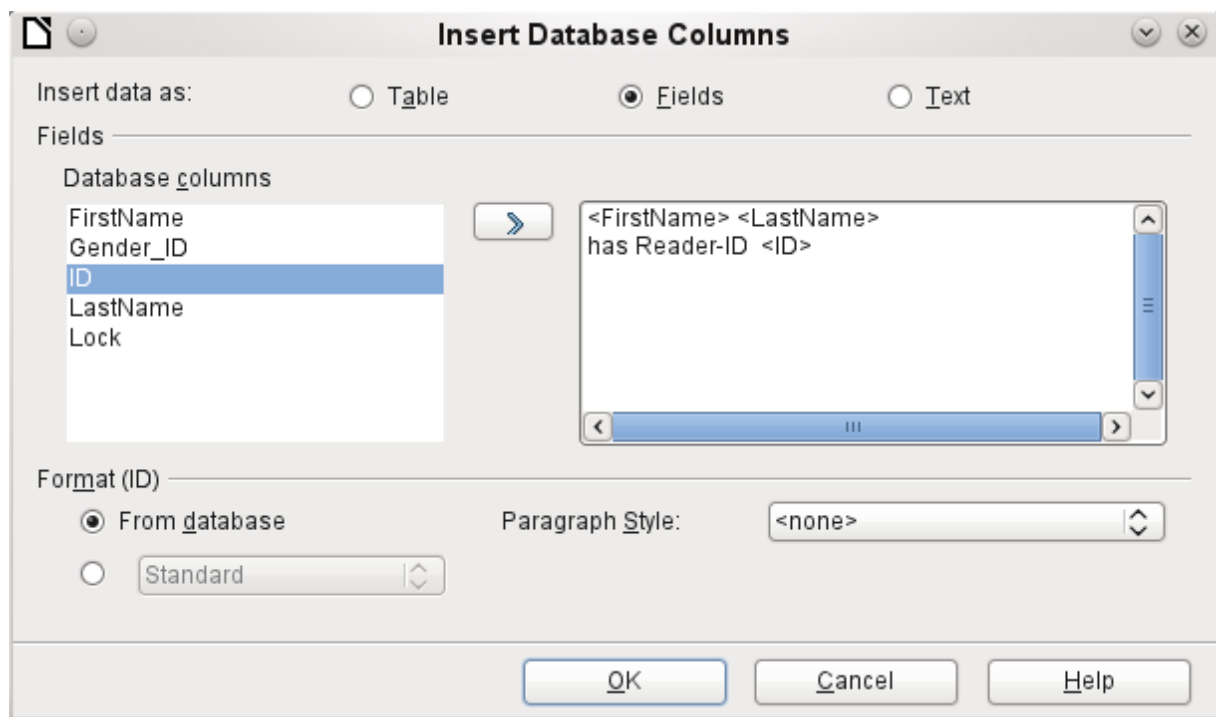 Insert Database Columns
Insert data as: Table Fields Text
Fields
Database columns
FirstName
Gender_ID
ID
LastName
Lock
<FirstName> <LastName>
has Reader-ID  <ID>
Format (ID)
From database Paragraph Style: <none>
Standard
OK Cancel Help